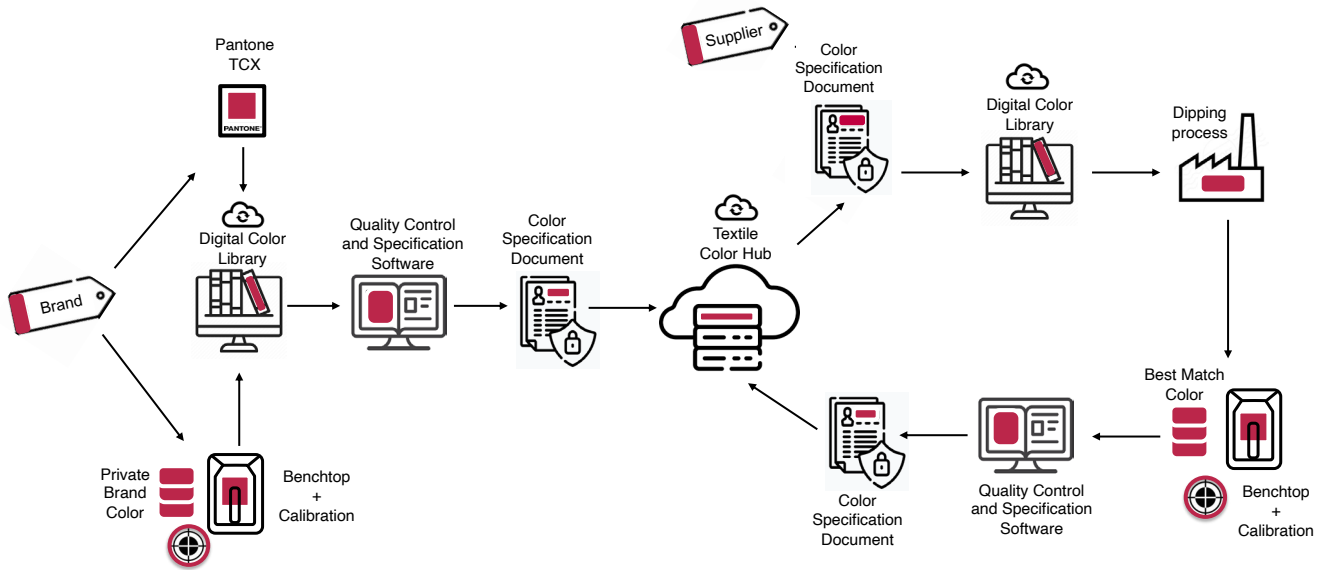 Pantone
TCX
PANTONE
Brand
Digital Color
Library
Quality Control
and Specification
Software
Color
Specification
Document
Private
Brand
Color
Benchtop
+
Calibration
Textile
Color Hub
Supplier
Color
Specification
Document
Digital Color
Library
Dipping
process
Best Match
Color
Benchtop
+
Calibration
Quality Control
and Specification
Software
Color
Specification
Document